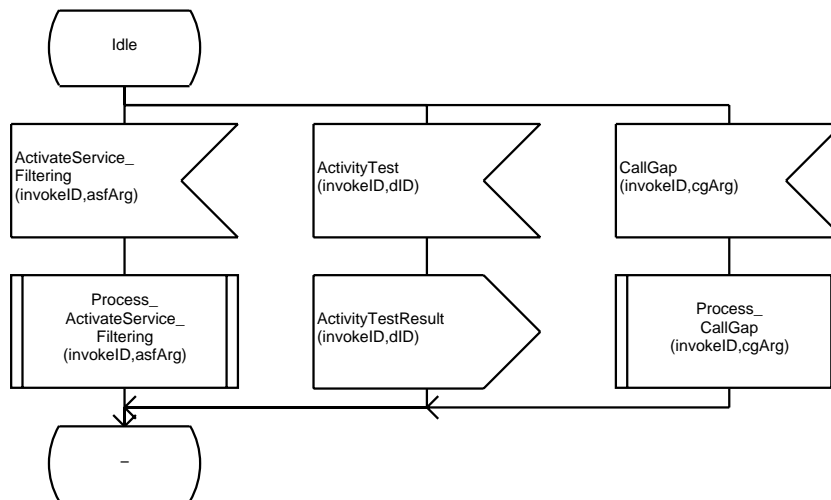 Idle
ActivateService_
Filtering
(invokeID,asfArg)
ActivityTest
(invokeID,dID)
CallGap
(invokeID,cgArg)
Process_
ActivateService_
Filtering
(invokeID,asfArg)
ActivityTestResult
(invokeID,dID)
Process_
CallGap
(invokeID,cgArg)
–